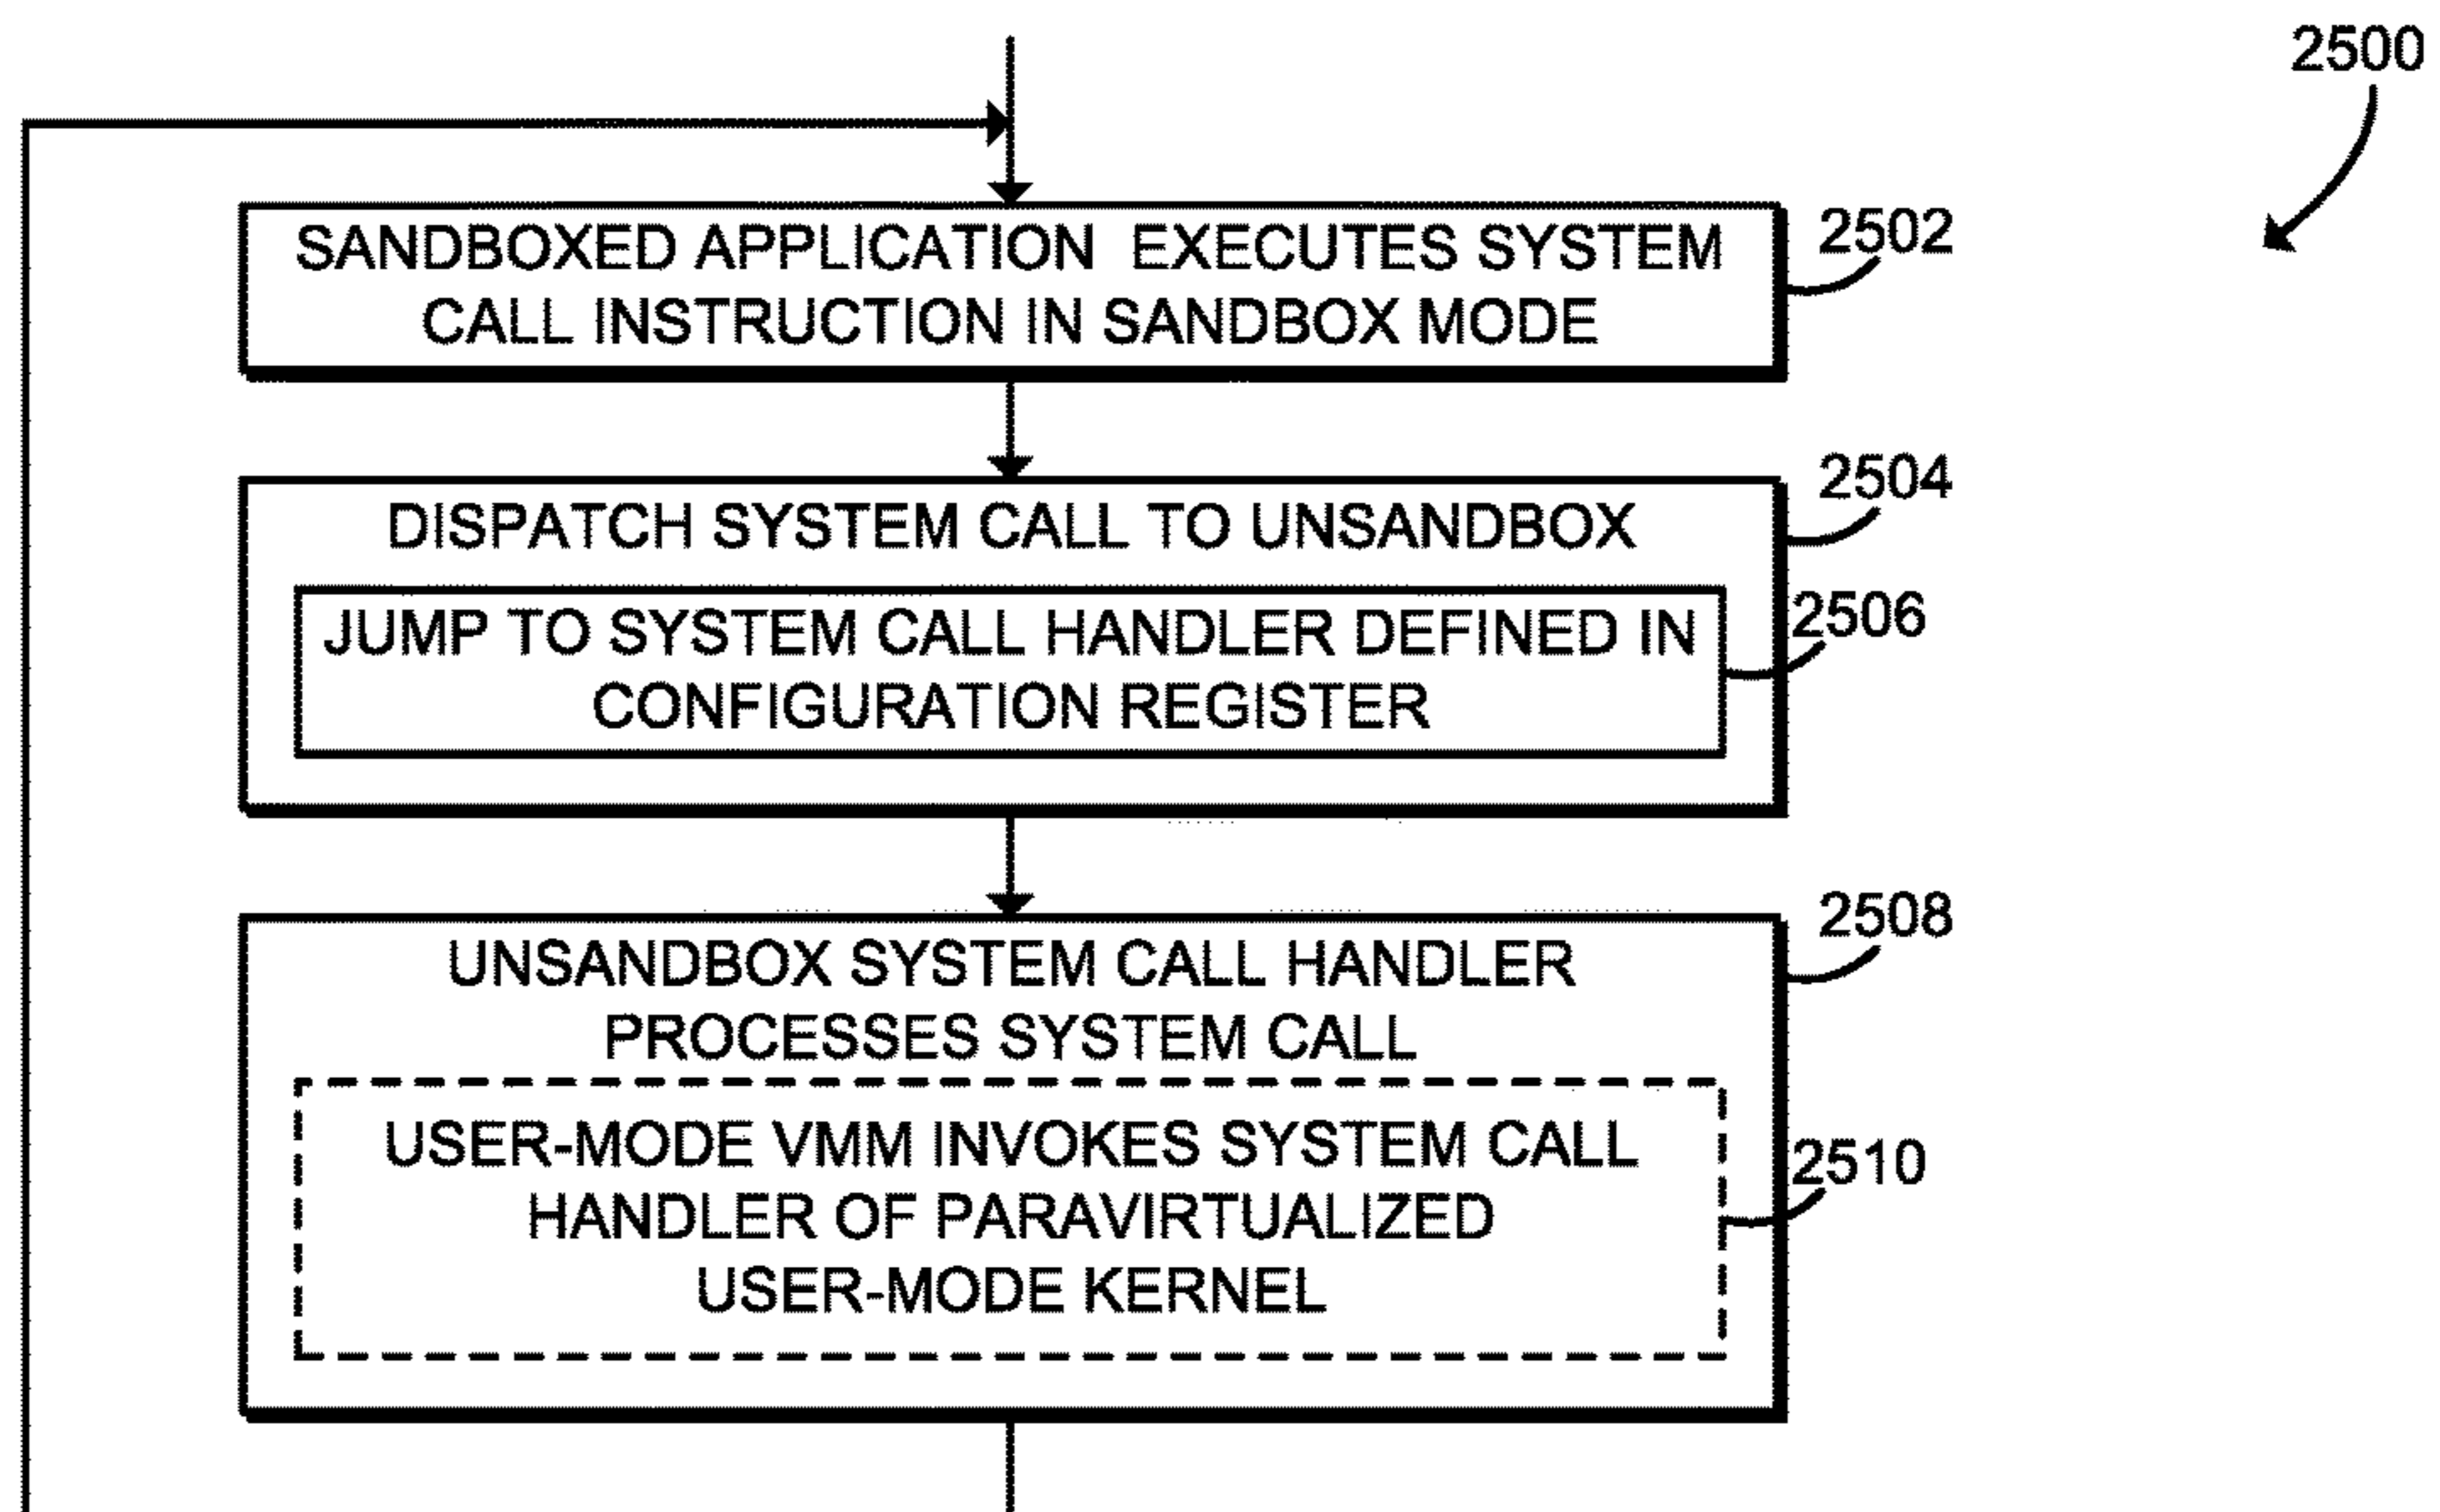 2500
SANDBOXED APPLICATION EXECUTES SYSTEM
CALL INSTRUCTION IN SANDBOX MODE
2502
DISPATCH SYSTEM CALL TO UNSANDBOX
2504
JUMP TO SYSTEM CALL HANDLER DEFINED IN
CONFIGURATION REGISTER
2506
UNSANDBOX SYSTEM CALL HANDLER
PROCESSES SYSTEM CALL
2508
USER-MODE VMM INVOKES SYSTEM CALL
HANDLER OF PARAVIRTUALIZED
USER-MODE KERNEL
2510